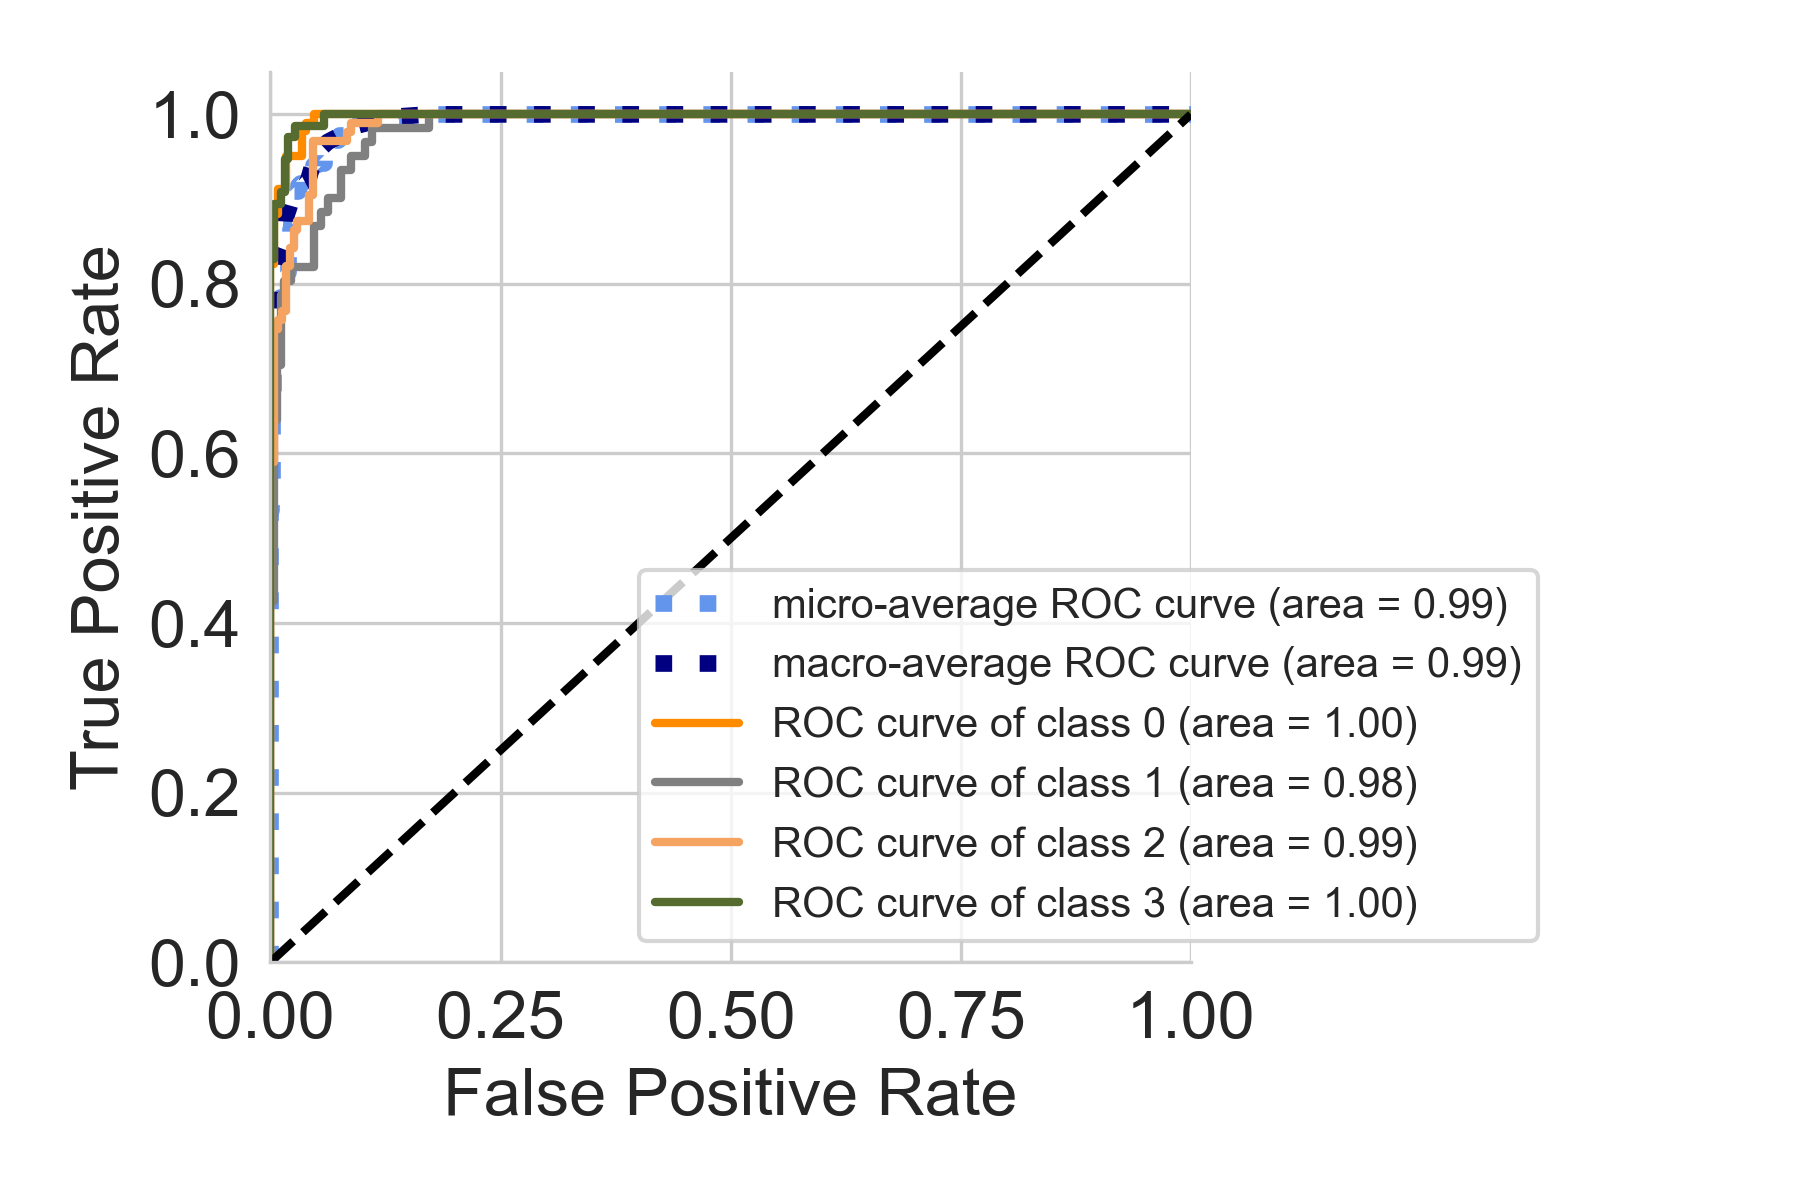 1.0
0.8
0.6
0.4
0.2
0.0
True Positive Rate
0.00 0.25 0.50 0.75 1.00
False Positive Rate
micro-average ROC curve (area = 0.99)
macro-average ROC curve (area = 0.99)
ROC curve of class 0 (area = 1.00)
ROC curve of class 1 (area = 0.98)
ROC curve of class 2 (area = 0.99)
ROC curve of class 3 (area = 1.00)